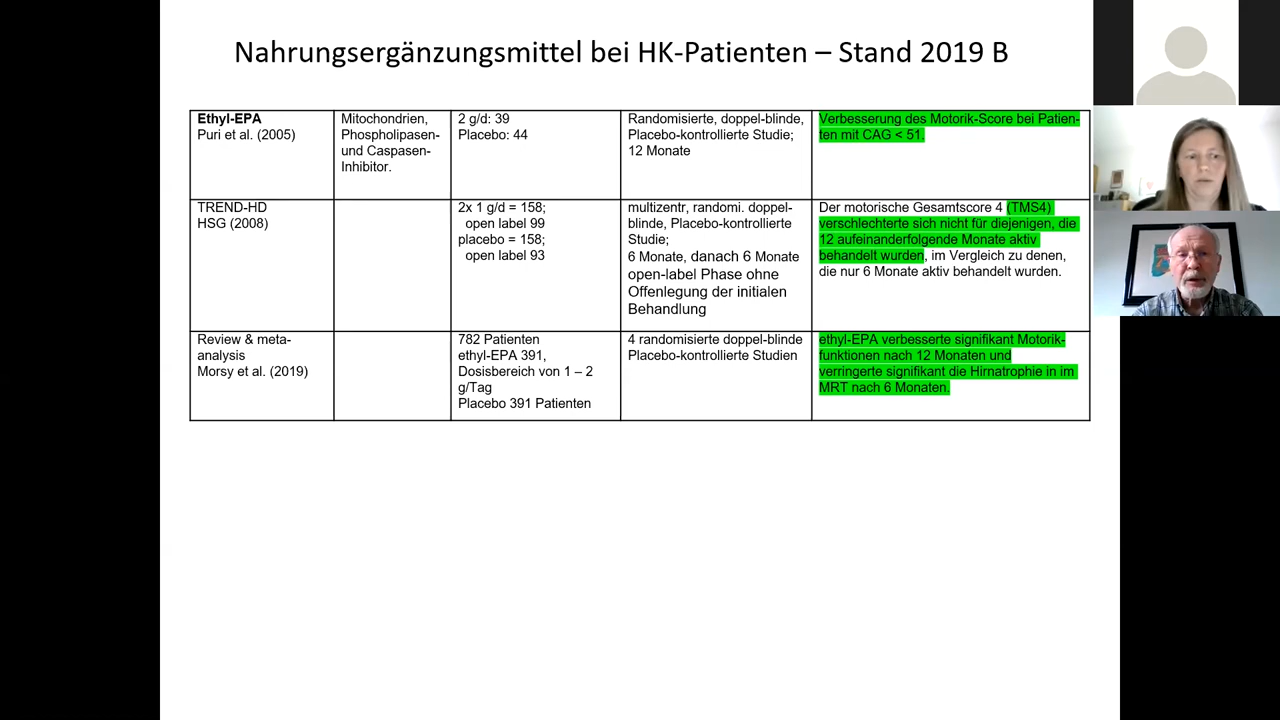 Nahrungsergänzungsmittel bei HK-Patienten – Stand 2019 B
Ethyl-EPA
Puri et al. (2005)
Mitochondrien,
Phospholipasen-
und Caspasen-
Inhibitor.
2 g/d: 39
Placebo: 44
Randomisierte, doppel-blinde,
Placebo-kontrollierte Studie;
12 Monate
Verbesserung des Motorik-Score bei Patien-
ten mit CAG < 51.
TREND-HD
HSG (2008)
2x 1 g/d = 158;
open label 99
placebo = 158;
open label 93
multizentr, randomi. doppel-
blinde, Placebo-kontrollierte
Studie;
6 Monate, danach 6 Monate
open-label Phase ohne
Offenlegung der initialen
Behandlung
Der motorische Gesamtscore 4 (TMS4)
verschlechterte sich nicht für diejenigen, die
12 aufeinanderfolgende Monate aktiv
behandelt wurden, im Vergleich zu denen,
die nur 6 Monate aktiv behandelt wurden.
Review & meta-
analysis
Morsy et al. (2019)
782 Patienten
ethyl-EPA 391,
Dosisbereich von 1 – 2
g/Tag
Placebo 391 Patienten
4 randomisierte doppel-blinde
Placebo-kontrollierte Studien
ethyl-EPA verbesserte signifikant Motorik-
funktionen nach 12 Monaten und
verringerte signifikant die Hirnatrophie in im
MRT nach 6 Monaten.